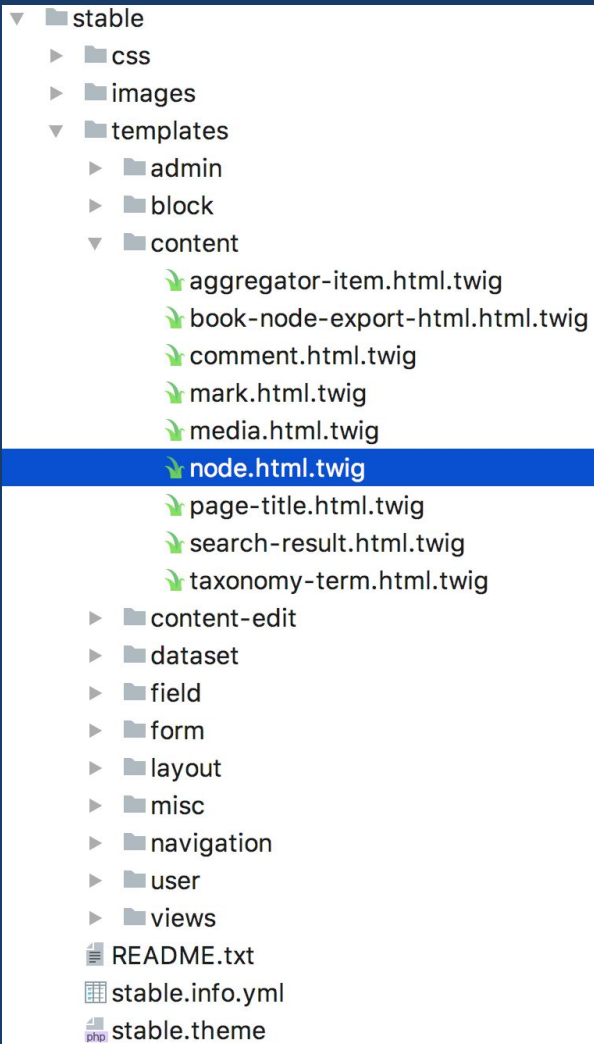 stable
css
images
templates
admin
block
content
aggregator-item.html.twig
book-node-export-html.html.twig
comment.html.twig
mark.html.twig
media.html.twig
node.html.twig
page-title.html.twig
search-result.html.twig
taxonomy-term.html.twig
content-edit
dataset
field
form
layout
misc
navigation
user
views
README.txt
stable.info.yml
php stable.theme